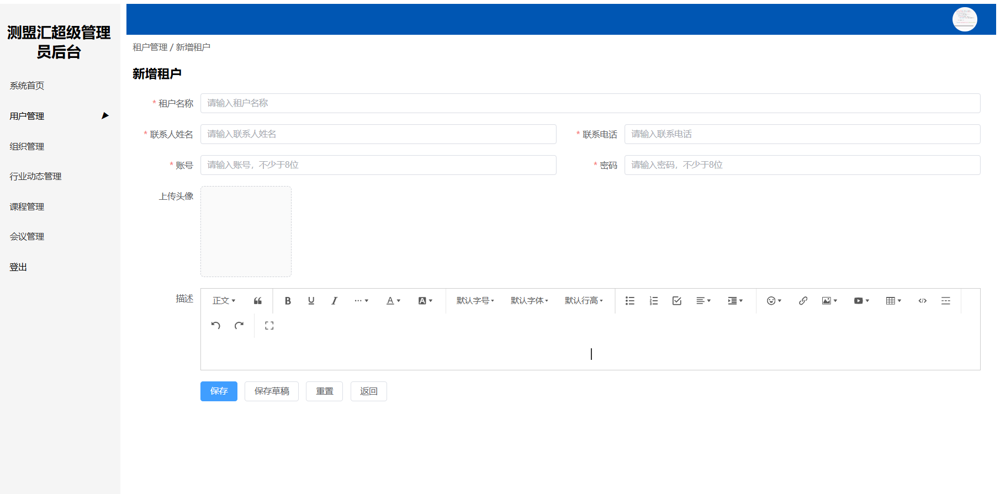 测盟汇超级管理
员后台
系统首页
用户管理
组织管理
行业动态管理
课程管理
会议管理
登出
租户管理 / 新增租户
新增租户
* 租户名称 请输入租户名称
* 联系人姓名 请输入联系人姓名 * 联系电话 请输入联系电话
* 账号 请输入账号，不少于8位 * 密码 请输入密码，不少于8位
上传头像
描述 正文 B U I A A 默认字号 默认字体 默认行高
保存 保存草稿 重置 返回